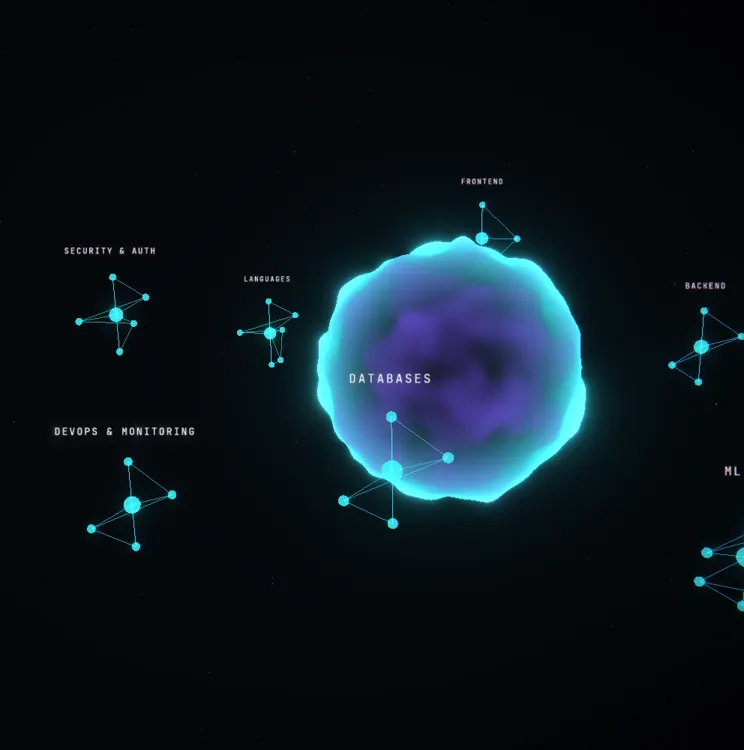 FRONTEND
SECURITY & AUTH
LANGUAGES
BACKEND
DATABASES
DEVOPS & MONITORING
ML